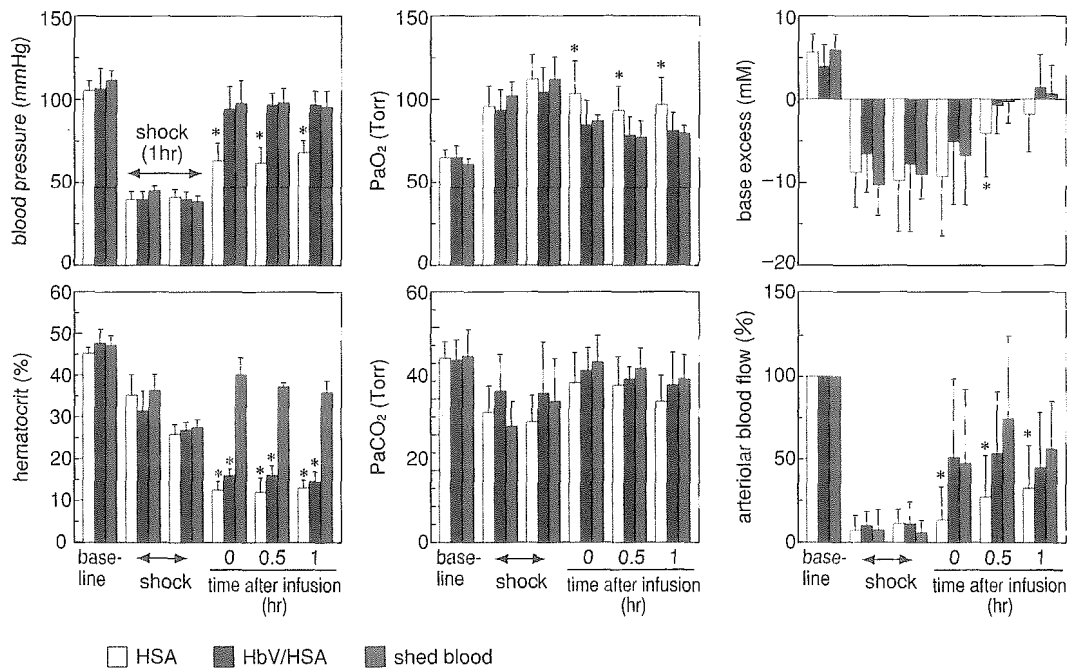 blood pressure (mmHg)
150
100
50
0
shock
(1hr)
* * *
PaO₂ (Torr)
150
100
50
0
* * *
base excess (mM)
10
0
−10
−20
*
hematocrit (%)
60
50
40
30
20
10
0
* * * * * *
base-
line
shock
0 0.5 1
time after infusion
(hr)
PaCO₂ (Torr)
60
40
20
0
base-
line
shock
0 0.5 1
time after infusion
(hr)
arteriolar blood flow (%)
150
100
50
0
* * *
base-
line
shock
0 0.5 1
time after infusion
(hr)
HSA HbV/HSA shed blood